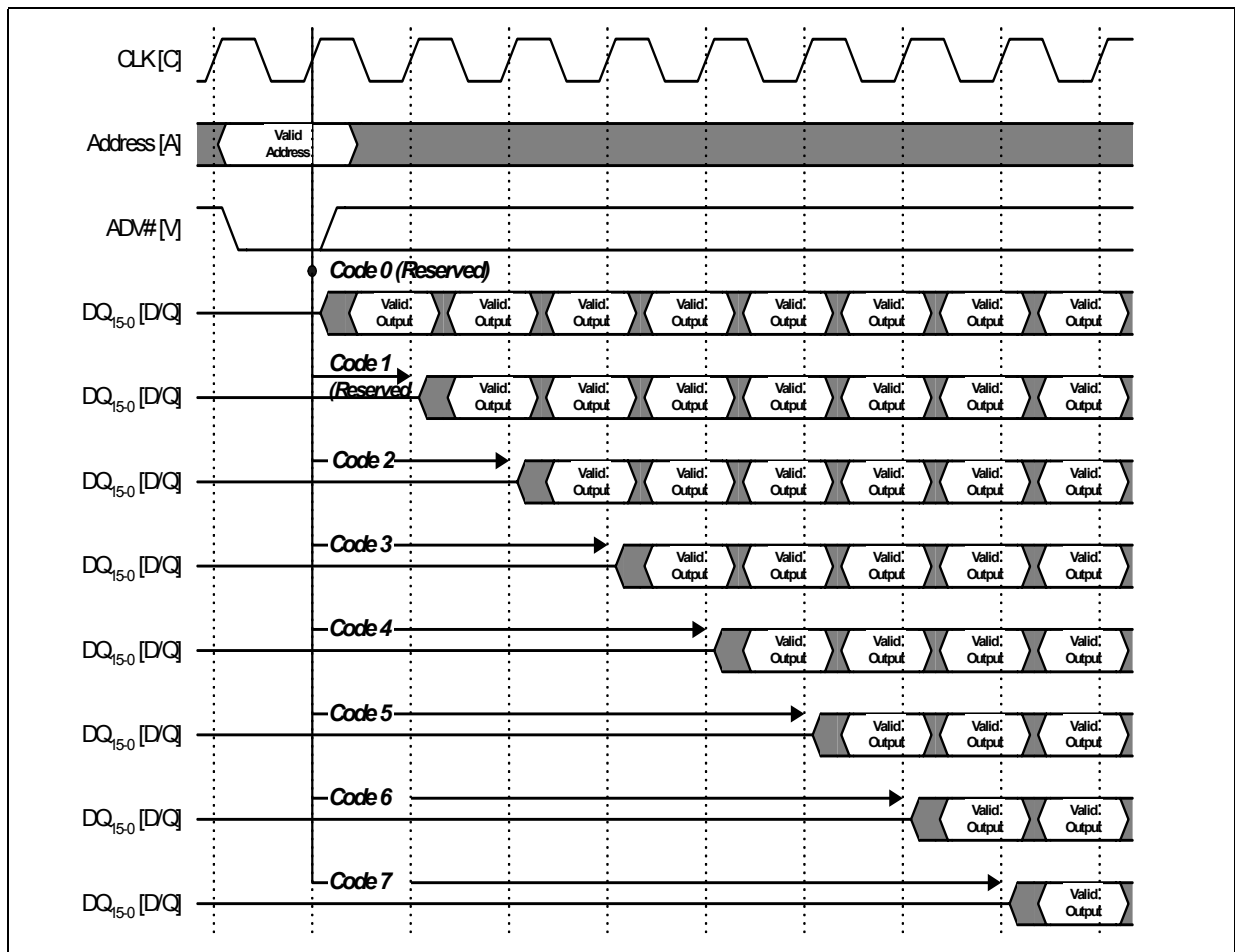 CLK [C]
Address [A]
Valid
Address
ADV# [V]
Code 0 (Reserved)
DQ15-0 [D/Q]
Valid Valid Valid Valid Valid Valid Valid Valid
Output Output Output Output Output Output Output Output
Code 1
(Reserved
DQ15-0 [D/Q]
Valid Valid Valid Valid Valid Valid Valid
Output Output Output Output Output Output Output
Code 2
DQ15-0 [D/Q]
Valid Valid Valid Valid Valid Valid
Output Output Output Output Output Output
Code 3
DQ15-0 [D/Q]
Valid Valid Valid Valid Valid
Output Output Output Output Output
Code 4
DQ15-0 [D/Q]
Valid Valid Valid Valid
Output Output Output Output
Code 5
DQ15-0 [D/Q]
Valid Valid Valid
Output Output Output
Code 6
DQ15-0 [D/Q]
Valid Valid
Output Output
Code 7
DQ15-0 [D/Q]
Valid
Output